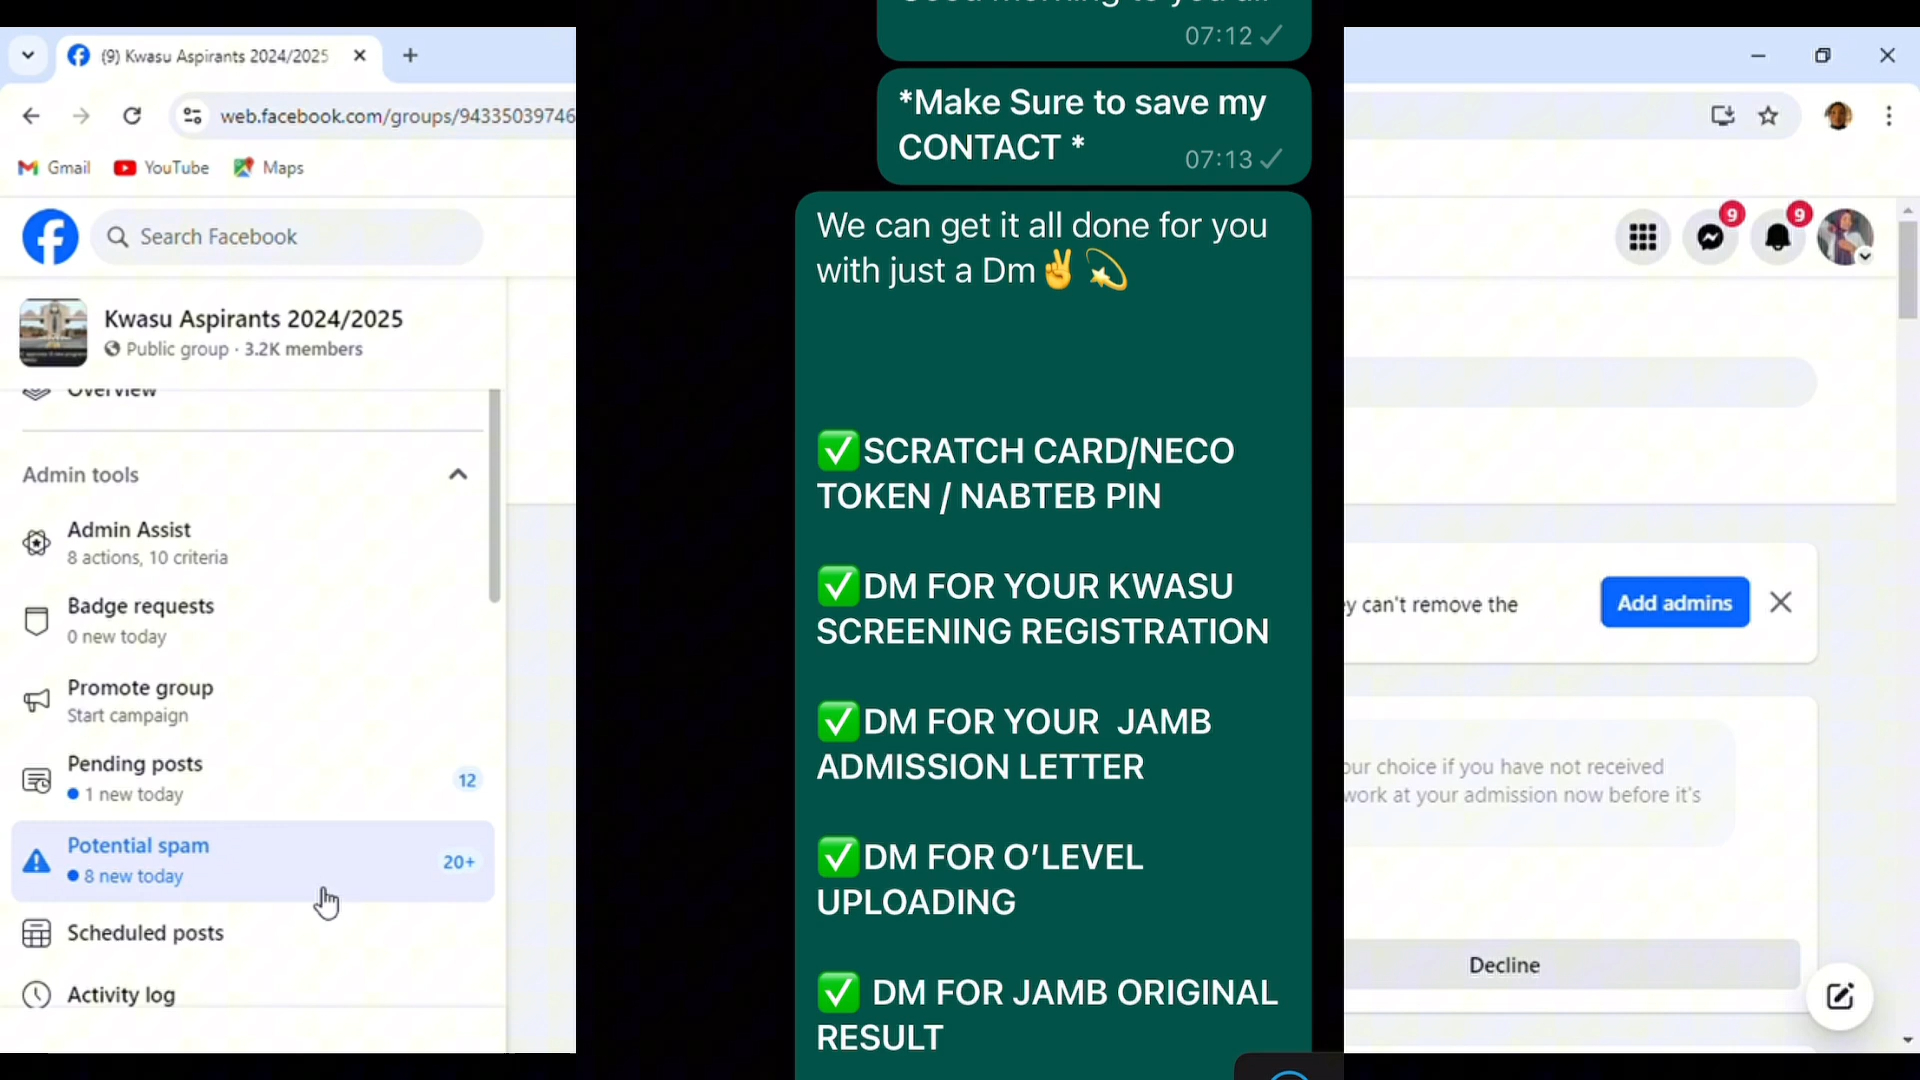 (9) Kwasu Aspirants 2024/2025
web.facebook.com/groups/94335039746
Gmail
YouTube
Maps
Search Facebook
Kwasu Aspirants 2024/2025
Public group · 3.2K members
Overview
Admin tools
Admin Assist
8 actions, 10 criteria
Badge requests
0 new today
Promote group
Start campaign
Pending posts
1 new today
12
Potential spam
8 new today
20+
Scheduled posts
Activity log
07:12
*Make Sure to save my
CONTACT *
07:13
We can get it all done for you
with just a Dm✌️💫
✅SCRATCH CARD/NECO
TOKEN / NABTEB PIN
✅DM FOR YOUR KWASU
SCREENING REGISTRATION
✅DM FOR YOUR JAMB
ADMISSION LETTER
✅DM FOR O’LEVEL
UPLOADING
✅ DM FOR JAMB ORIGINAL
RESULT
9
9
can't remove the
Add admins
choice if you have not received
work at your admission now before it's
Decline